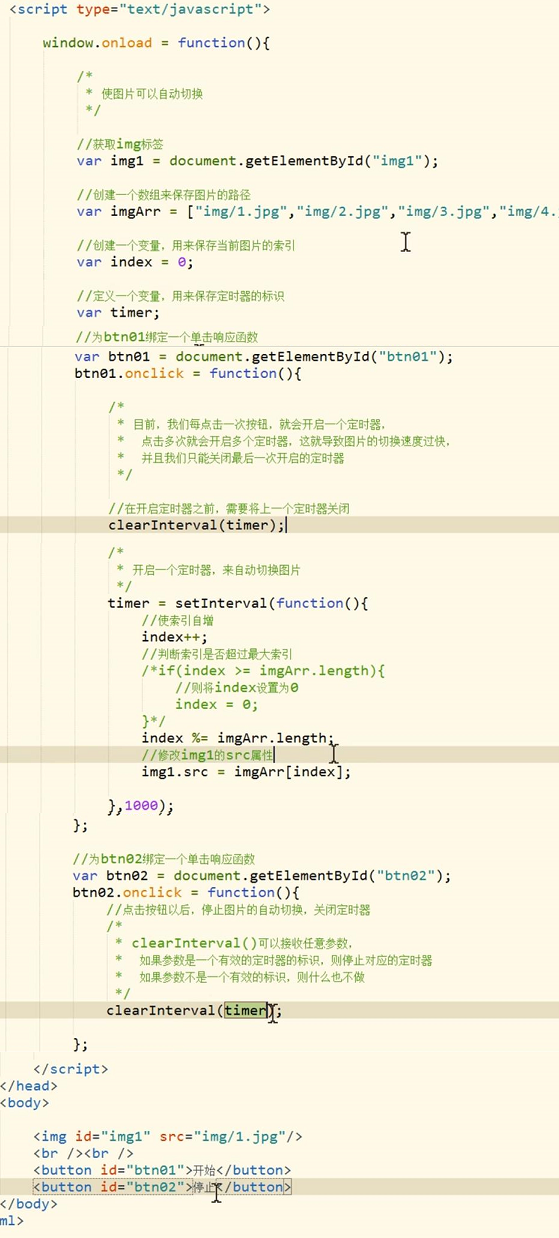 <script type="text/javascript">
window.onload = function(){
/*
* 使图片可以自动切换
*/
//获取img标签
var img1 = document.getElementById("img1");
//创建一个数组来保存图片的路径
var imgArr = ["img/1.jpg","img/2.jpg","img/3.jpg","img/4.
//创建一个变量，用来保存当前图片的索引
var index = 0;
//定义一个变量，用来保存定时器的标识
var timer;
//为btn01绑定一个单击响应函数
var btn01 = document.getElementById("btn01");
btn01.onclick = function(){
/*
* 目前，我们每点击一次按钮，就会开启一个定时器，
点击多次就会开启多个定时器，这就导致图片的切换速度过快，
并且我们只能关闭最后一次开启的定时器
*/
//在开启定时器之前，需要将上一个定时器关闭
clearInterval(timer);
/*
* 开启一个定时器，来自动切换图片
*/
timer = setInterval(function(){
//使索引自增
index++;
//判断索引是否超过最大索引
/*if(index >= imgArr.length){
//则将index设置为0
index = 0;
}*/
index %= imgArr.length;
//修改img1的src属性
img1.src = imgArr[index];
},1000);
};
//为btn02绑定一个单击响应函数
var btn02 = document.getElementById("btn02");
btn02.onclick = function(){
//点击按钮以后，停止图片的自动切换，关闭定时器
/*
* clearInterval()可以接收任意参数，
如果参数是一个有效的定时器的标识，则停止对应的定时器
如果参数不是一个有效的标识，则什么也不做
*/
clearInterval(timer);
};
</script>
</head>
<body>
<img id="img1" src="img/1.jpg"/>
<br /><br />
<button id="btn01">开始</button>
<button id="btn02">停止</button>
</body>
ml>